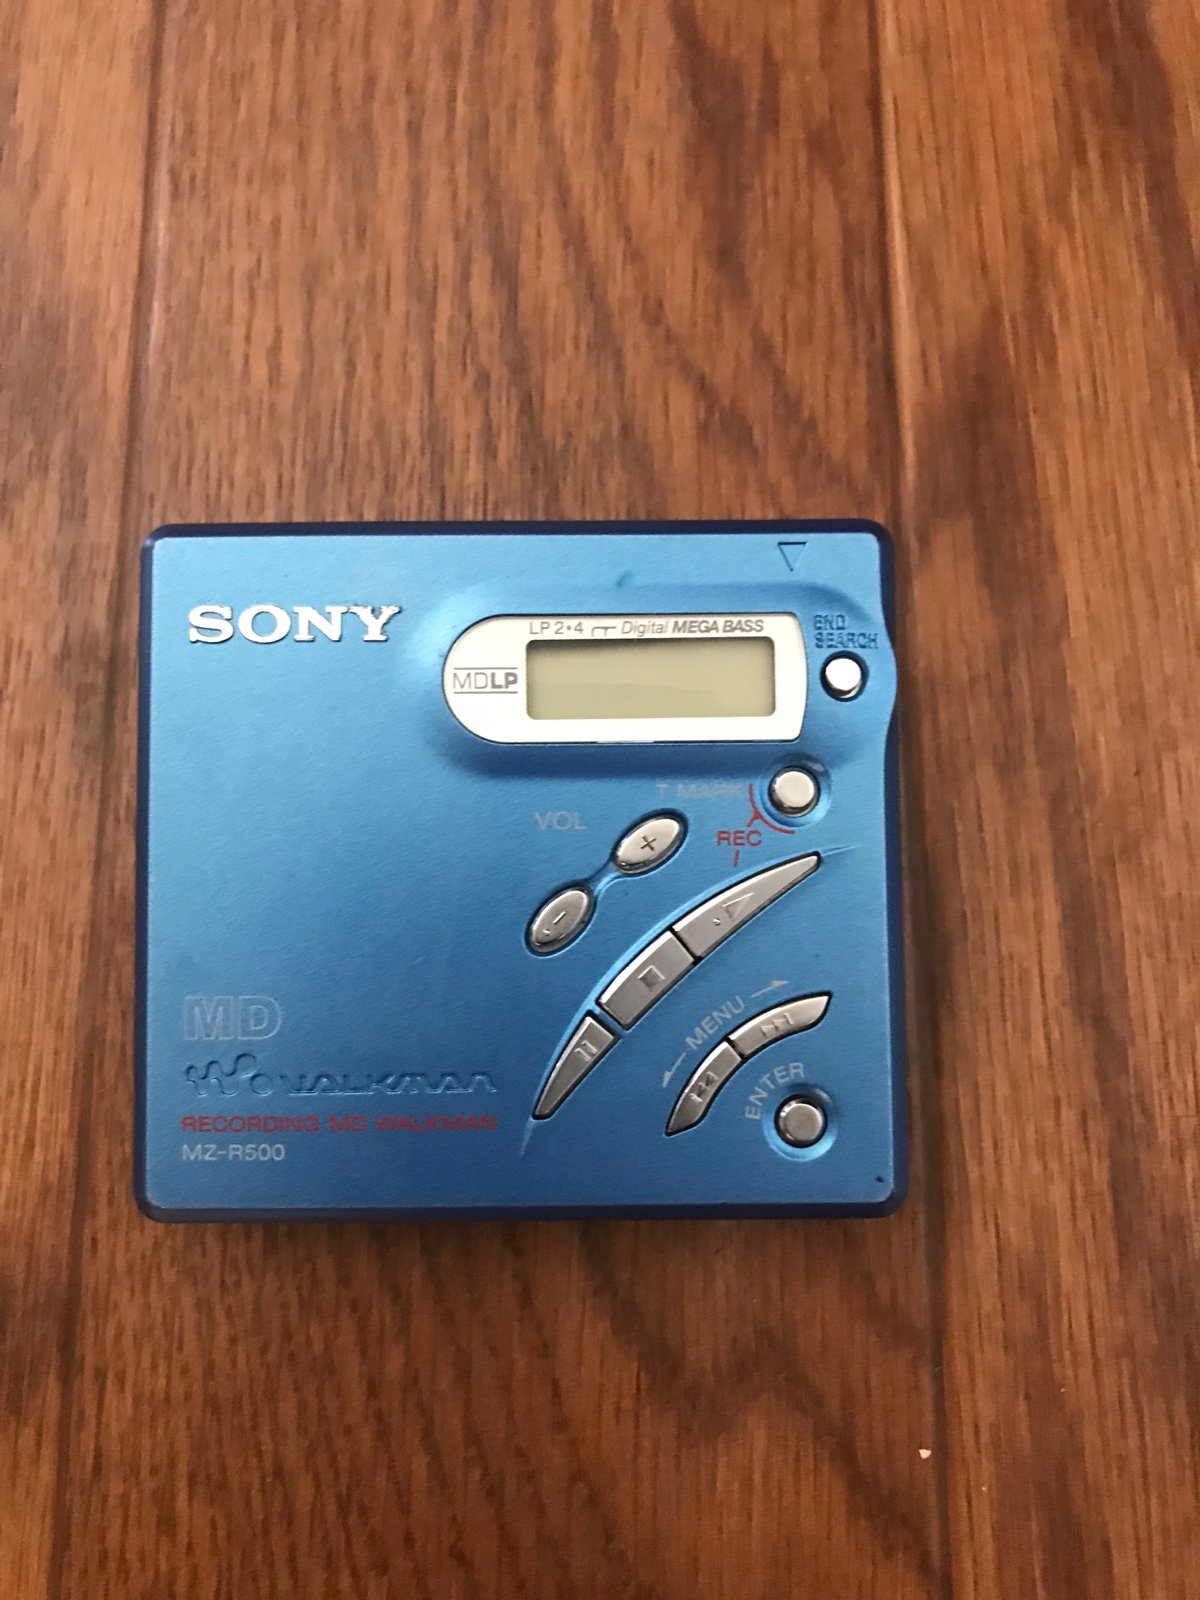 SONY
LP 2•4 Digital MEGA BASS
MDLP
END
SEARCH
T MARK
REC
VOL
+
-
MENU
ENTER
MD
WALKMAN
RECORDING MD WALKMAN
MZ-R500